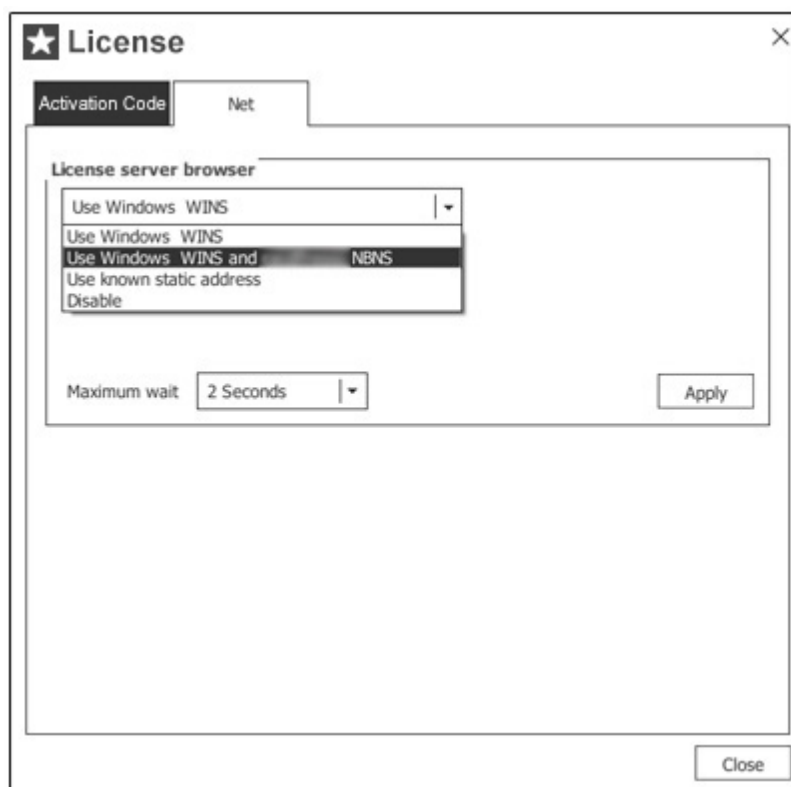 License
Activation Code
Net
License server browser
Use Windows WINS
Use Windows WINS
Use Windows WINS and NBNS
Use known static address
Disable
Maximum wait
2 Seconds
Apply
Close